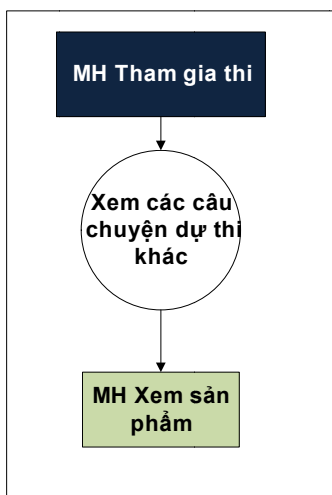 MH Tham gia thi
Xem các câu
chuyện dự thi
khác
MH Xem sản
phẩm